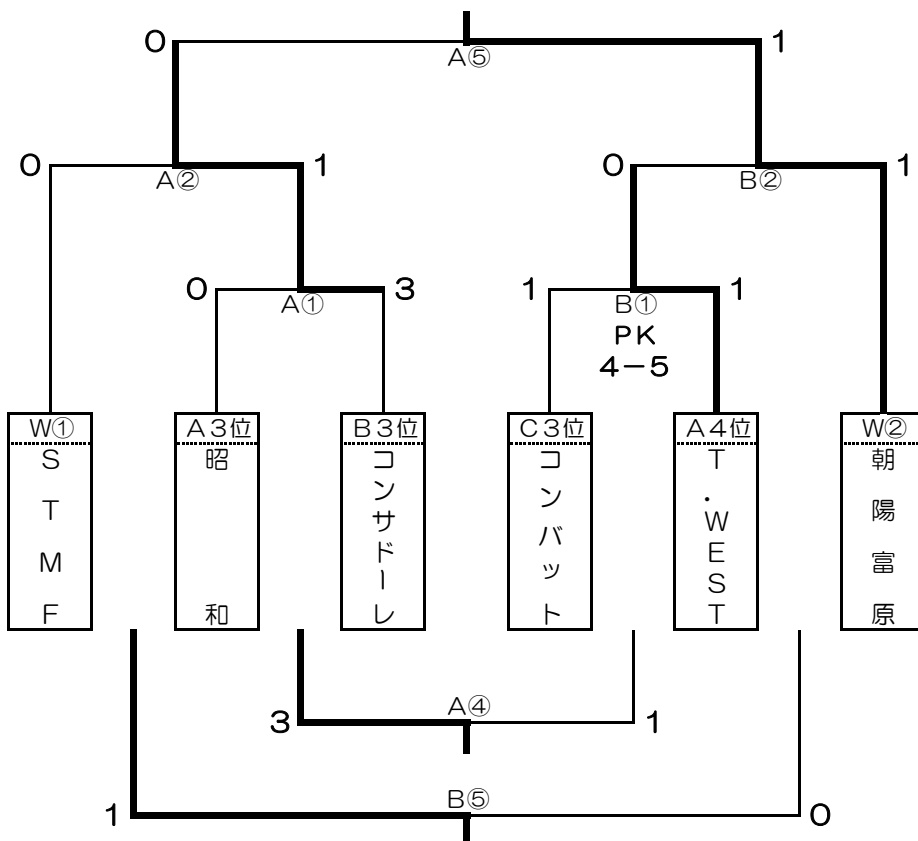 0 1
A⑤
0 1 0 1
A② B②
0 3 1 1
A① B①
PK
4-5
W① A3位 B3位 C3位 A4位 W②
STMF
昭和
コンサドーレ
コンバット
T.WEST
朝陽富原
A④
3 1
B⑤
1 0